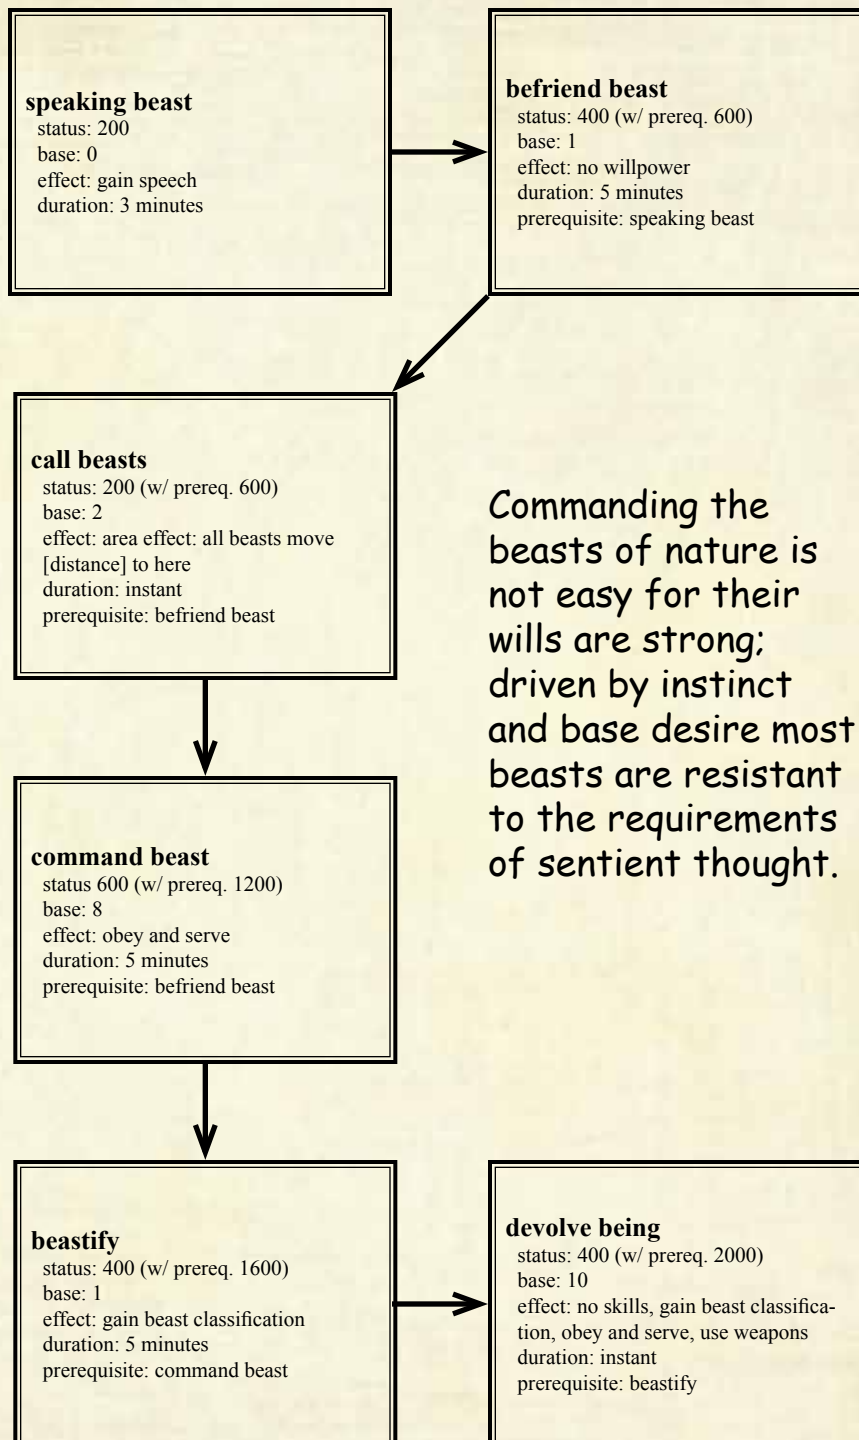 speaking beast
status: 200
base: 0
effect: gain speech
duration: 3 minutes
befriend beast
status: 400 (w/ prereq. 600)
base: 1
effect: no willpower
duration: 5 minutes
prerequisite: speaking beast
call beasts
status: 200 (w/ prereq. 600)
base: 2
effect: area effect: all beasts move
[distance] to here
duration: instant
prerequisite: befriend beast
Commanding the
beasts of nature is
not easy for their
wills are strong;
driven by instinct
and base desire most
beasts are resistant
to the requirements
of sentient thought.
command beast
status 600 (w/ prereq. 1200)
base: 8
effect: obey and serve
duration: 5 minutes
prerequisite: befriend beast
beastify
status: 400 (w/ prereq. 1600)
base: 1
effect: gain beast classification
duration: 5 minutes
prerequisite: command beast
devolve being
status: 400 (w/ prereq. 2000)
base: 10
effect: no skills, gain beast classifica-
tion, obey and serve, use weapons
duration: instant
prerequisite: beastify